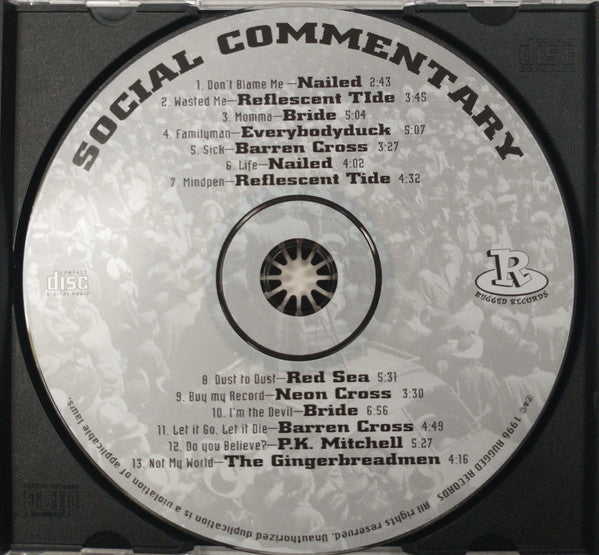 SOCIAL COMMENTARY
1. Don't Blame Me—Nailed 2:43
2. Wasted Me—Reflescent TIde 3:45
3. Momma—Bride 5:04
4. Familyman—Everybodyduck 5:07
5. Sick—Barren Cross 3:27
6. Life—Nailed 4:02
7. Mindpen—Reflescent Tide 4:32
COMPACT
disc
DIGITAL AUDIO
R
RUGGED RECORDS
8. Dust to Dust—Red Sea 5:31
9. Buy my Record—Neon Cross 3:30
10. I'm the Devil—Bride 6:56
11. Let it Go, Let it Die—Barren Cross 4:49
12. Do you Believe?—P.K. Mitchell 5:27
13. Not My World—The Gingerbreadmen 4:16
℗&© 1996 RUGGED RECORDS All rights reserved. Unauthorized duplication is a violation of applicable laws.